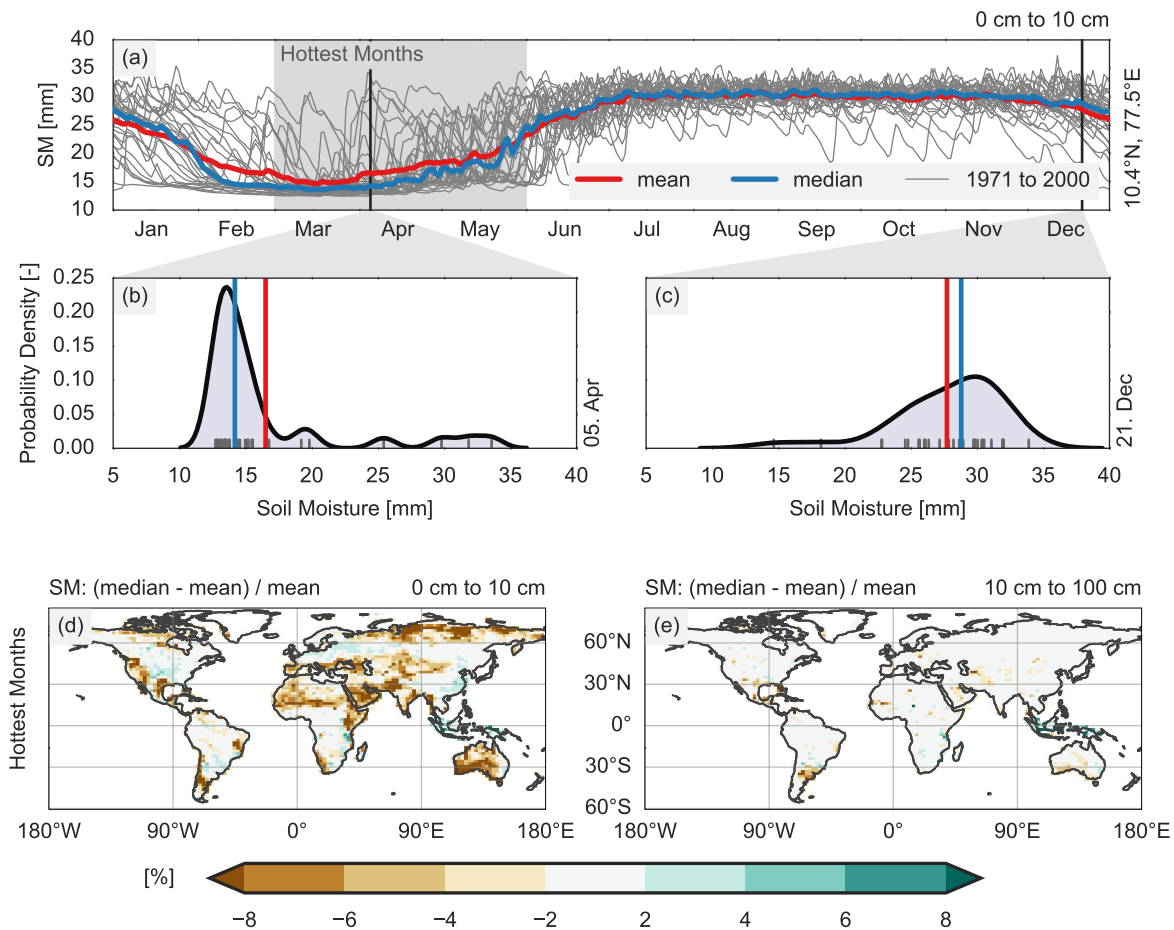 0 cm to 10 cm
(a)
Hottest Months
40
35
30
25
20
15
10
SM [mm]
mean
median
1971 to 2000
10.4°N, 77.5°E
Jan Feb Mar Apr May Jun Jul Aug Sep Oct Nov Dec
(b)
0.25
0.20
0.15
0.10
0.05
0.00
Probability Density [-]
05. Apr
5 10 15 20 25 30 35 40
Soil Moisture [mm]
(c)
21. Dec
5 10 15 20 25 30 35 40
Soil Moisture [mm]
SM: (median - mean) / mean 0 cm to 10 cm
(d)
Hottest Months
180°W 90°W 0° 90°E 180°E
SM: (median - mean) / mean 10 cm to 100 cm
(e)
60°N
30°N
0°
30°S
60°S
180°W 90°W 0° 90°E 180°E
[%]
−8 −6 −4 −2 2 4 6 8